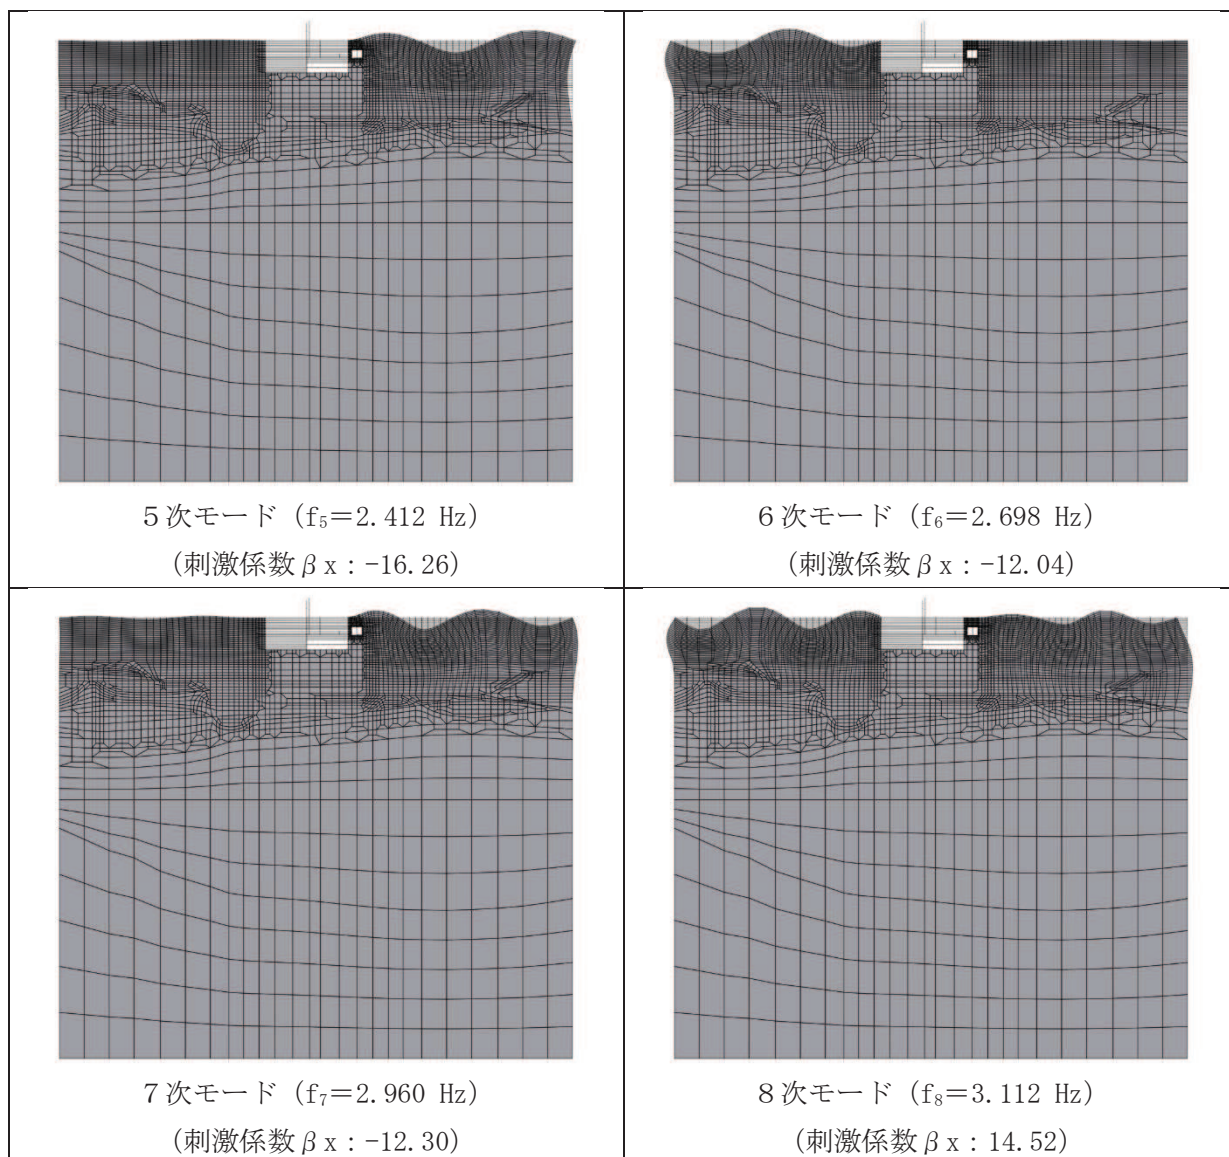 5次モード (f₅＝2.412 Hz)
(刺激係数βx：-16.26)
6次モード (f₆＝2.698 Hz)
(刺激係数βx：-12.04)
7次モード (f₇＝2.960 Hz)
(刺激係数βx：-12.30)
8次モード (f₈＝3.112 Hz)
(刺激係数βx：14.52)